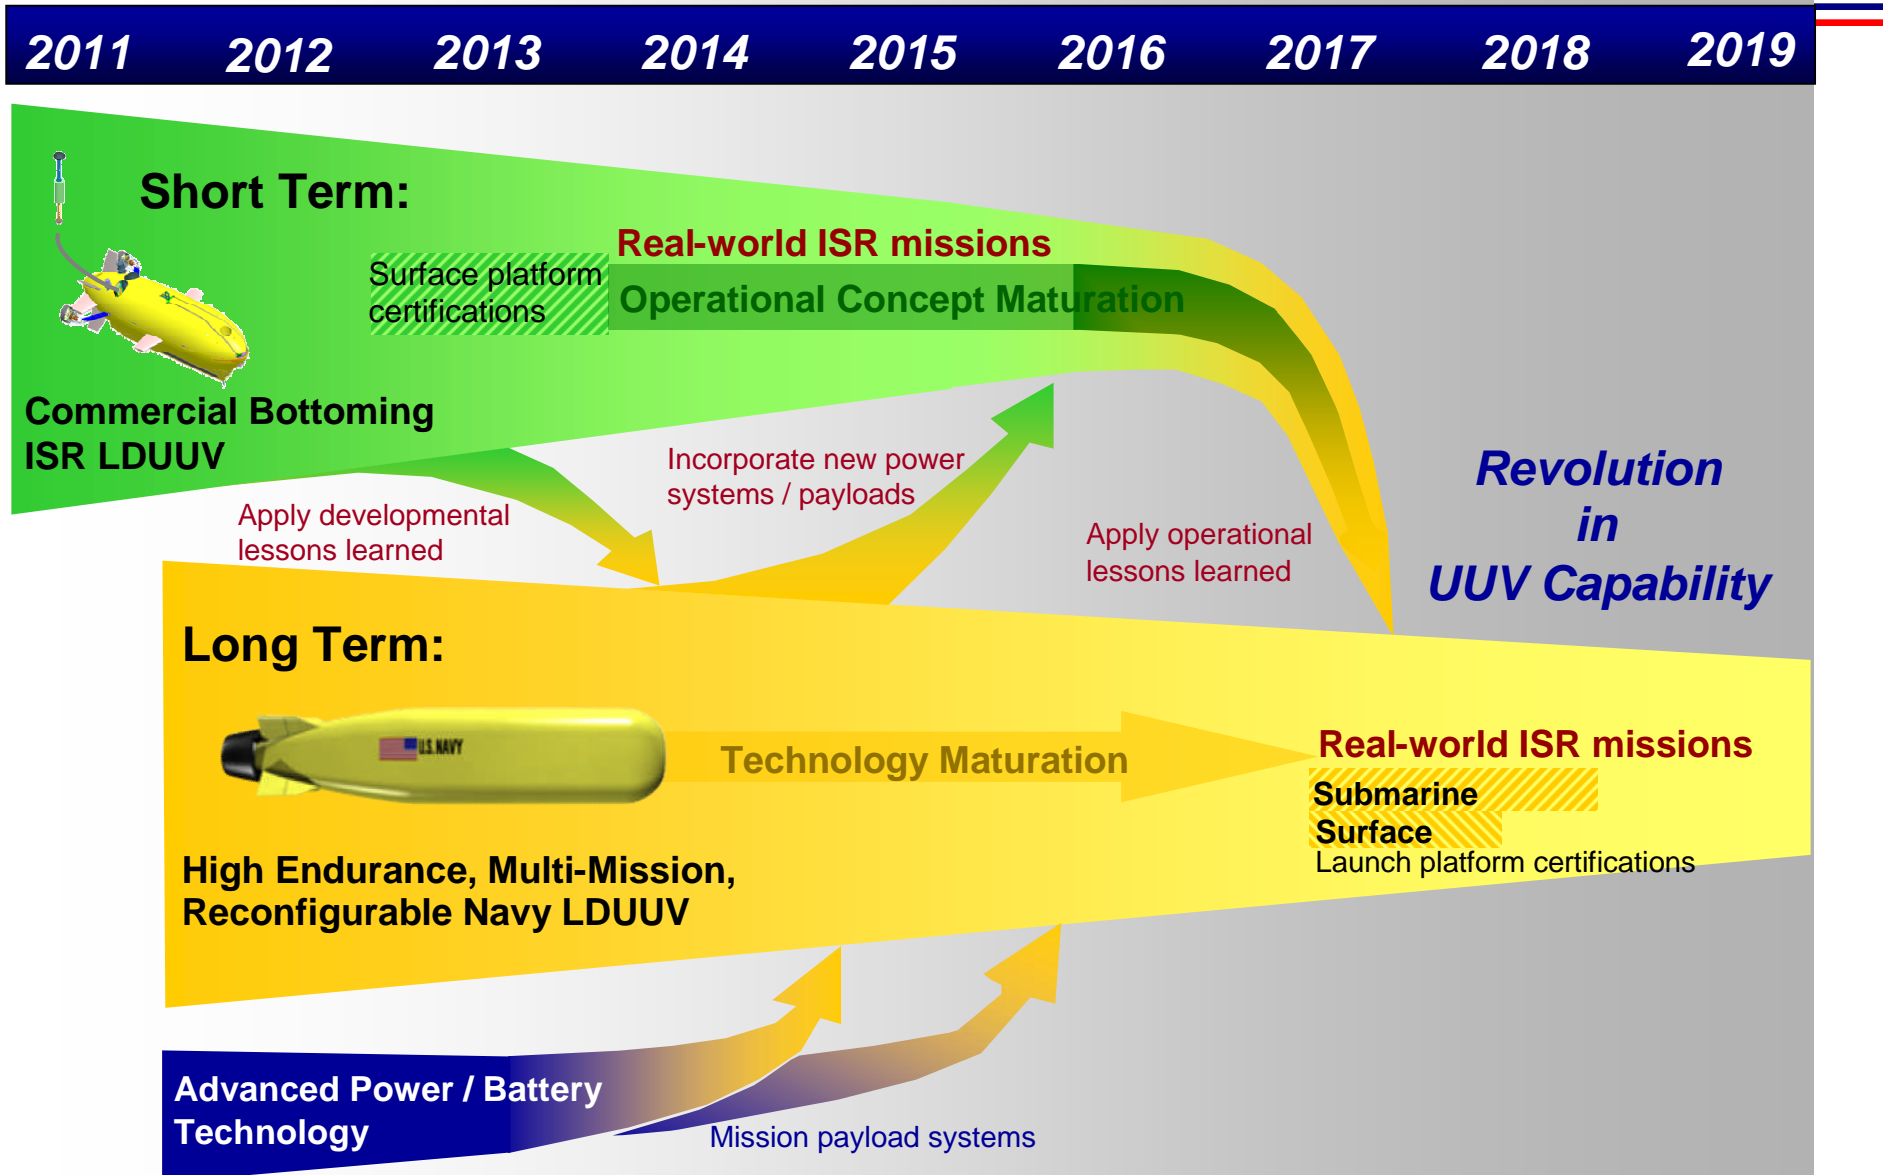 2011 2012 2013 2014 2015 2016 2017 2018 2019
Short Term:
Real-world ISR missions
Surface platform
certifications
Operational Concept Maturation
Commercial Bottoming
ISR LDUUV
Incorporate new power
systems / payloads
Apply developmental
lessons learned
Apply operational
lessons learned
Revolution
in
UUV Capability
Long Term:
U.S. NAVY
Technology Maturation
Real-world ISR missions
Submarine
Surface
Launch platform certifications
High Endurance, Multi-Mission,
Reconfigurable Navy LDUUV
Advanced Power / Battery
Technology
Mission payload systems